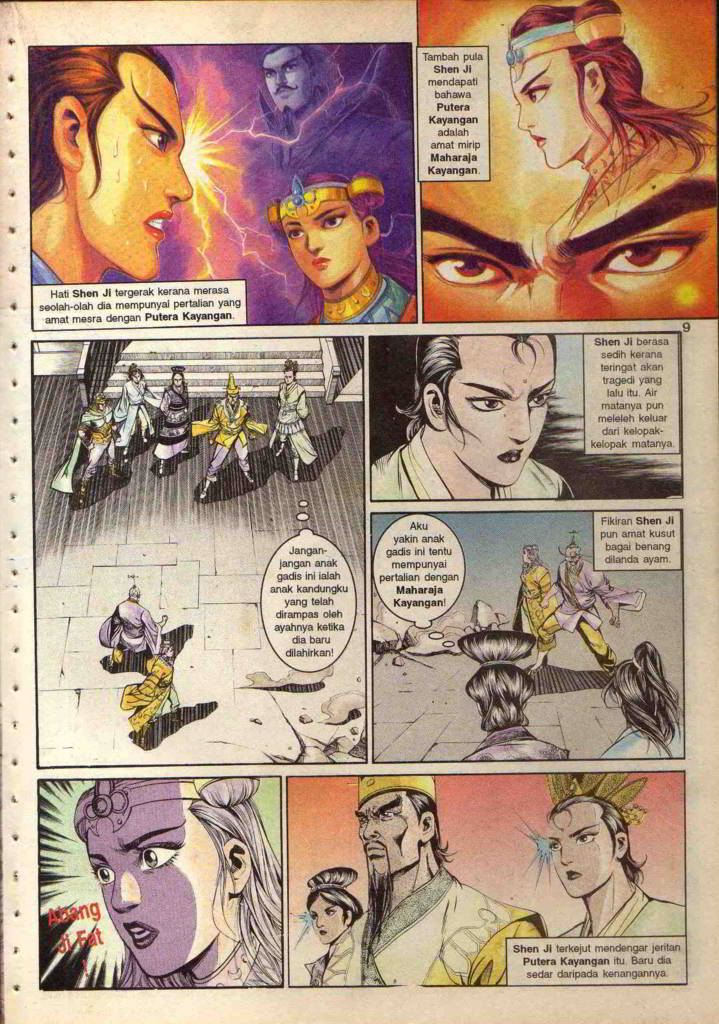 Hati Shen Ji tergerak kerana merasa
seolah-olah dia mempunyai pertalian yang
amat mesra dengan Putera Kayangan.
Tambah pula
Shen Ji
mendapati
bahawa
Putera
Kayangan
adalah
amat mirip
Maharaja
Kayangan.
9
Jangan-
jangan anak
gadis ini ialah
anak kandungku
yang telah
dirampas oleh
ayahnya ketika
dia baru
dilahirkan!
Shen Ji berasa
sedih kerana
teringat akan
tragedi yang
lalu itu. Air
matanya pun
meleleh keluar
dari kelopak-
kelopak matanya.
Aku
yakin anak
gadis ini tentu
mempunyai
pertalian dengan
Maharaja
Kayangan!
Fikiran Shen Ji
pun amat kusut
bagai benang
dilanda ayam.
Abang
Ji Fat
!
Shen Ji terkejut mendengar jeritan
Putera Kayangan itu. Baru dia
sedar daripada kenangannya.